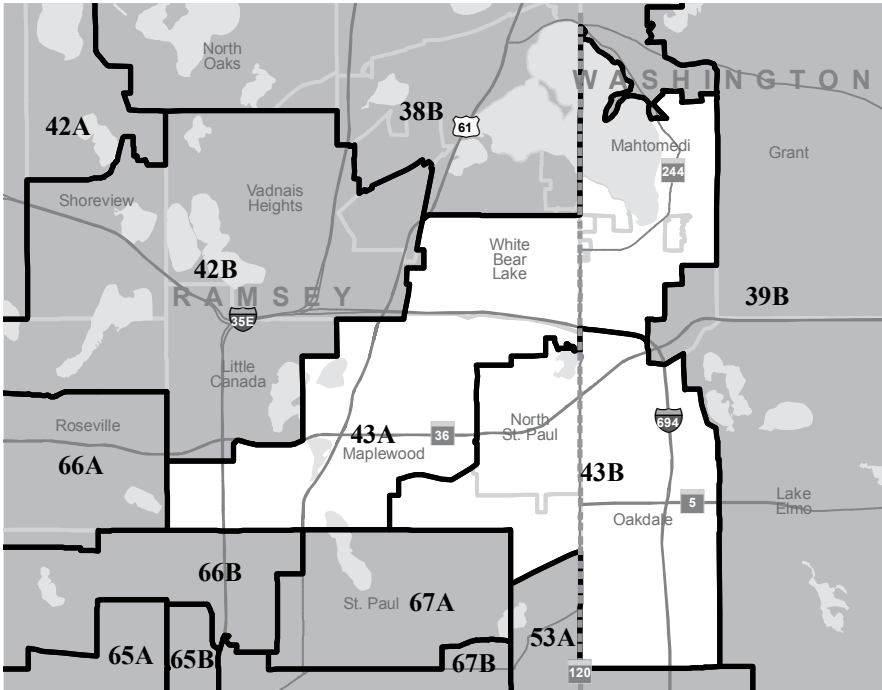 North
Oaks
WASHINGTON
42A
38B
61
Mahtomedi
Grant
244
Shoreview
Vadnais
Heights
White
Bear
Lake
42B
RAMSEY
39B
35E
Little
Canada
Roseville
North
St. Paul
694
43A
36
Maplewood
66A
43B
5
Lake
Elmo
Oakdale
66B
St. Paul
67A
53A
65A
65B
67B
120